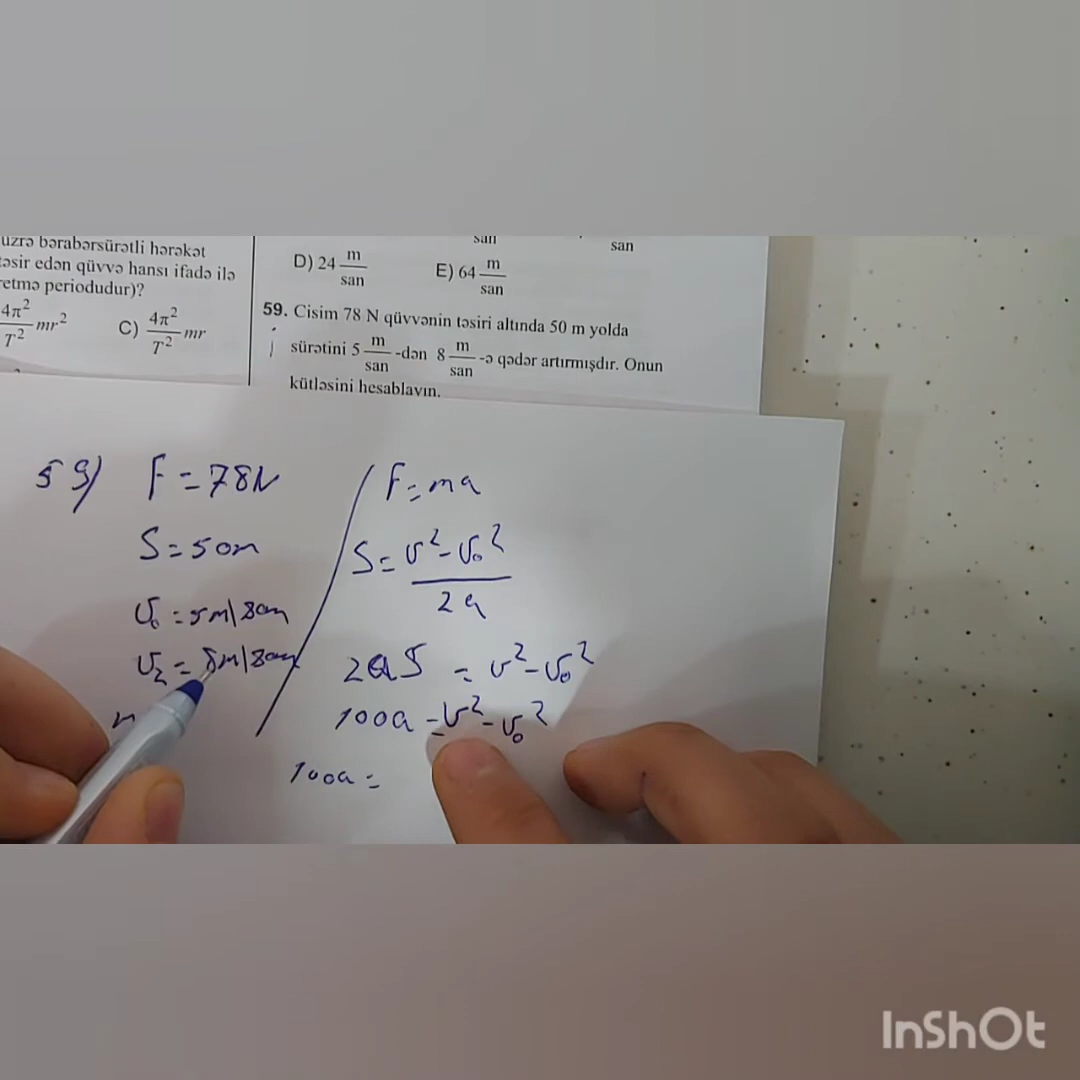 üzrə bərabərsürətli hərəkət
təsir edən qüvvə hansı ifadə ilə
retmə periodudur)?
4π²/T² mr² C) 4π²/T² mr
san san
D) 24 m/san E) 64 m/san
59. Cisim 78 N qüvvənin təsiri altında 50 m yolda
sürətini 5 m/san -dən 8 m/san -ə qədər artırmışdır. Onun
kütləsini hesablayın.
59) F = 78N
S = 50m
υ₀ = 5m/san
υ₂ = 8m/san
F = ma
S = υ² - υ₀² / 2a
2aS = υ² - υ₀²
100a = υ² - υ₀²
100a =
InShOt